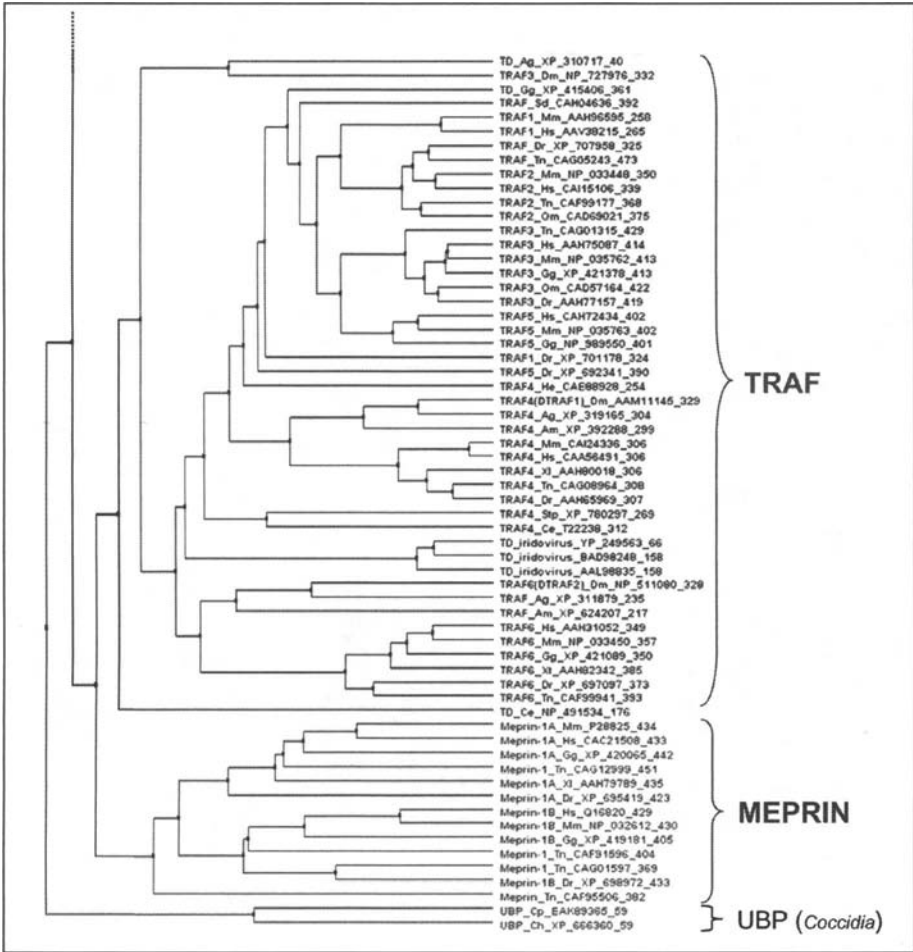 TD_Ag_XP_310717_40
TRAF3_Dm_NP_727976_332
TD_Gg_XP_415406_361
TRAF_Sd_CAH04636_392
TRAF1_Mm_AAH96595_258
TRAF1_Hs_AAV38215_265
TRAF_Dr_XP_707958_325
TRAF_Tn_CAG05243_473
TRAF2_Mm_NP_033448_350
TRAF2_Hs_CAI15106_339
TRAF2_Tn_CAF99177_368
TRAF2_Om_CAD69021_375
TRAF3_Tn_CAG01315_429
TRAF3_Hs_AAH75087_414
TRAF3_Mm_NP_035762_413
TRAF3_Gg_XP_421378_413
TRAF3_Om_CAD57164_422
TRAF3_Dr_AAH77157_419
TRAF5_Hs_CAH72434_402
TRAF5_Mm_NP_035763_402
TRAF5_Gg_NP_989550_401
TRAF1_Dr_XP_701178_324
TRAF5_Dr_XP_692341_390
TRAF4_He_CAE88928_254
TRAF4(DTRAF1)_Dm_AAM11145_329
TRAF4_Ag_XP_319165_304
TRAF4_Am_XP_392288_299
TRAF4_Mm_CAI24336_306
TRAF4_Hs_CAA56491_306
TRAF4_Xl_AAH80018_306
TRAF4_Tn_CAG08964_308
TRAF4_Dr_AAH65969_307
TRAF4_Stp_XP_780297_269
TRAF4_Ce_T22238_312
TD_iridovirus_YP_249563_66
TD_iridovirus_BAD98248_158
TD_iridovirus_AAL98835_158
TRAF6(DTRAF2)_Dm_NP_511080_328
TRAF_Ag_XP_311879_235
TRAF_Am_XP_624207_217
TRAF6_Hs_AAH31052_349
TRAF6_Mm_NP_033450_357
TRAF6_Gg_XP_421089_350
TRAF6_Xt_AAH82342_385
TRAF6_Dr_XP_697097_373
TRAF6_Tn_CAF99941_393
TRAF
TD_Ce_NP_491534_176
Meprin-1A_Mm_P28825_434
Meprin-1A_Hs_CAC21508_433
Meprin-1A_Gg_XP_420065_442
Meprin-1_Tn_CAG12999_451
Meprin-1A_Xl_AAH79789_435
Meprin-1A_Dr_XP_695419_423
Meprin-1B_Hs_Q16820_429
Meprin-1B_Mm_NP_032612_430
Meprin-1B_Gg_XP_419181_405
Meprin-1_Tn_CAF91596_404
Meprin-1_Tn_CAG01597_369
Meprin-1B_Dr_XP_698972_433
Meprin_Tn_CAF95506_382
MEPRIN
UBP_Cp_EAK89365_59
UBP_Ch_XP_666360_59
UBP (Coccidia)